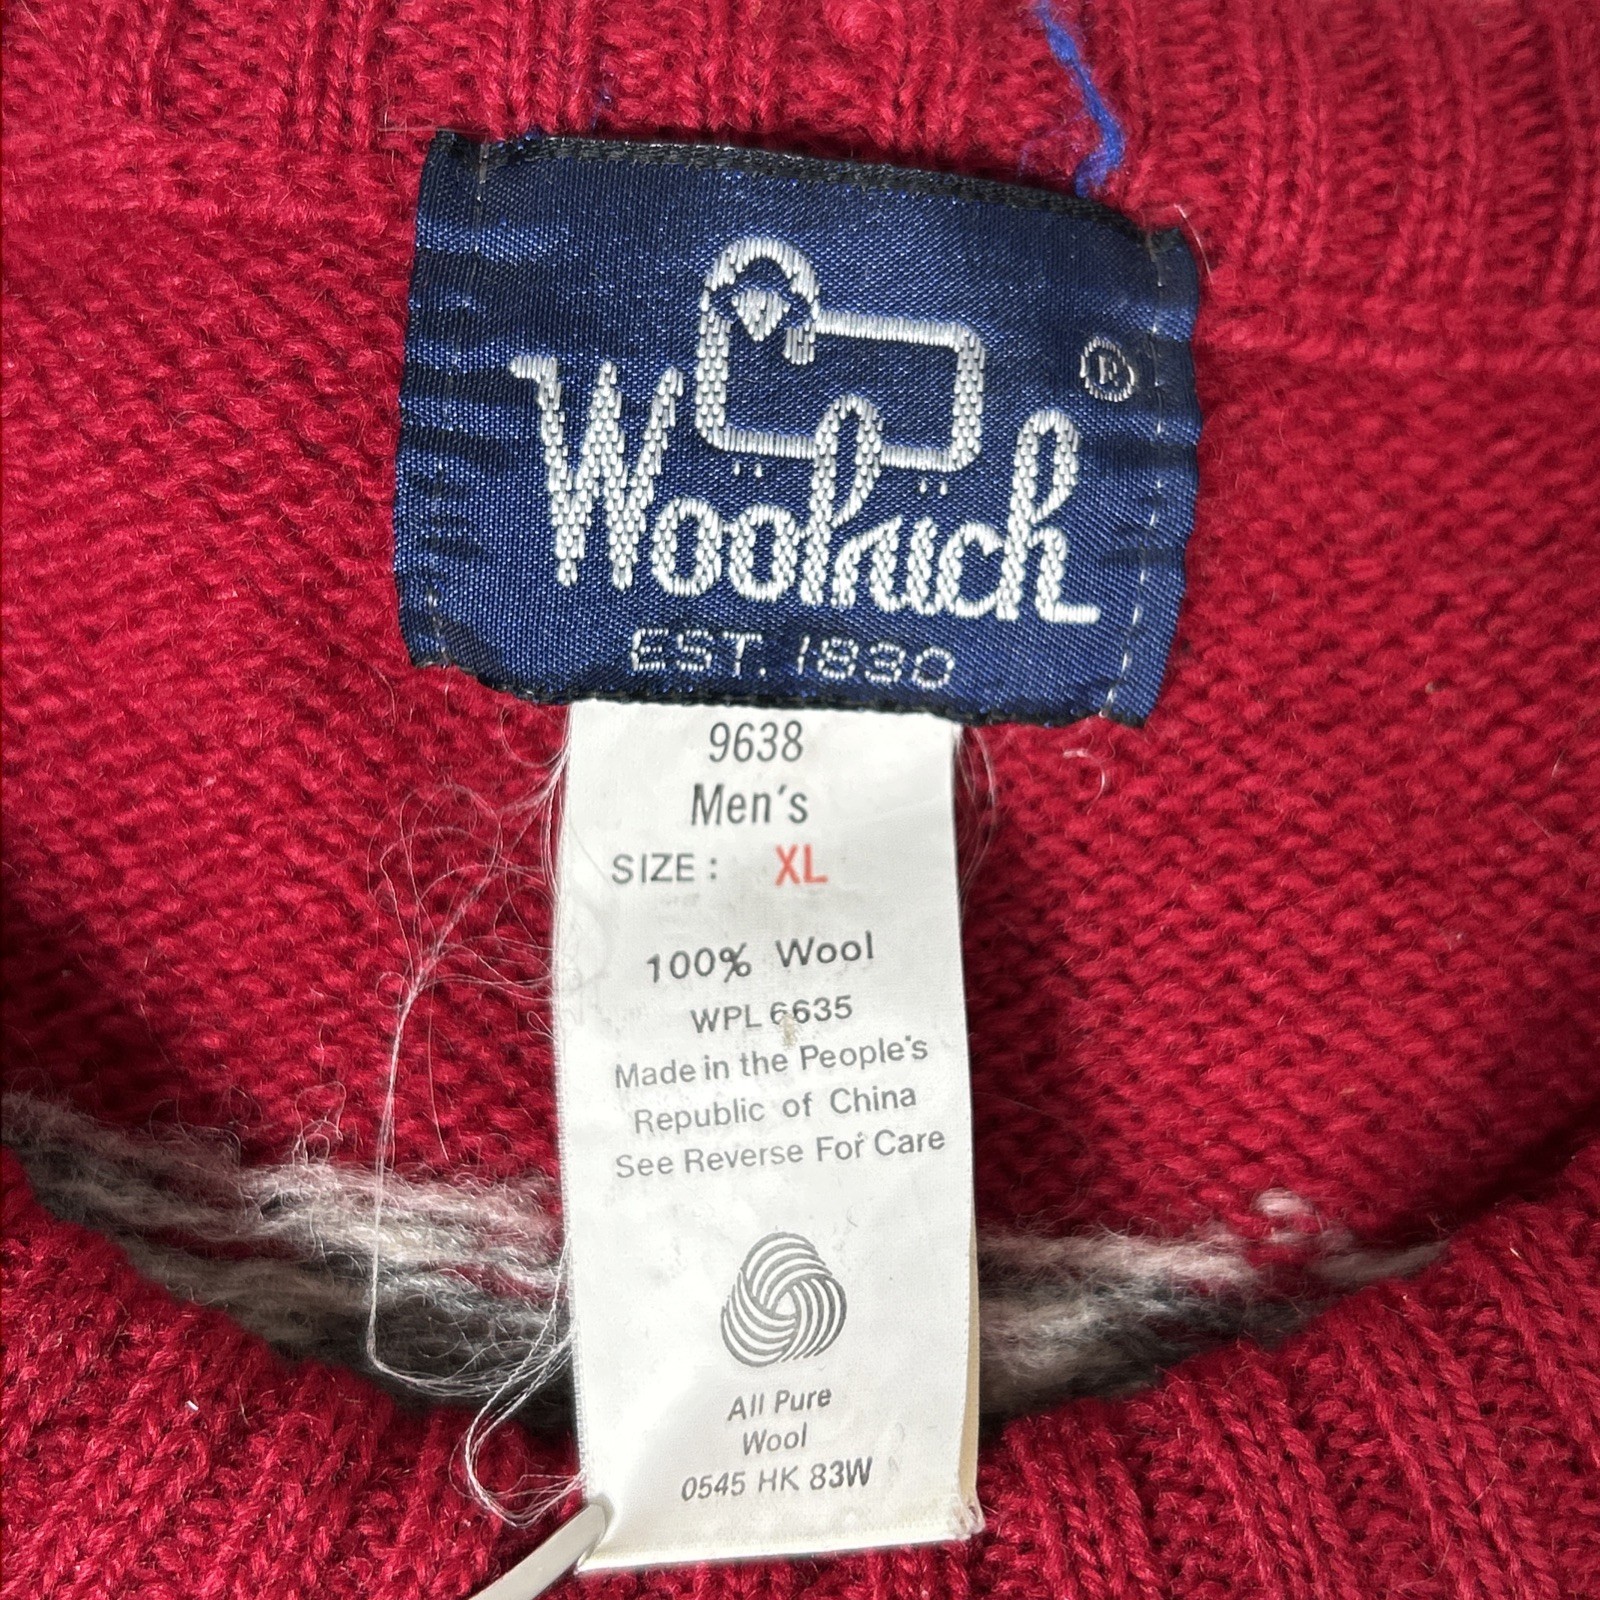 ®
Woolrich
EST. 1830
9638
Men's
SIZE: XL
100% Wool
WPL 6635
Made in the People's
Republic of China
See Reverse For Care
All Pure
Wool
0545 HK 83W